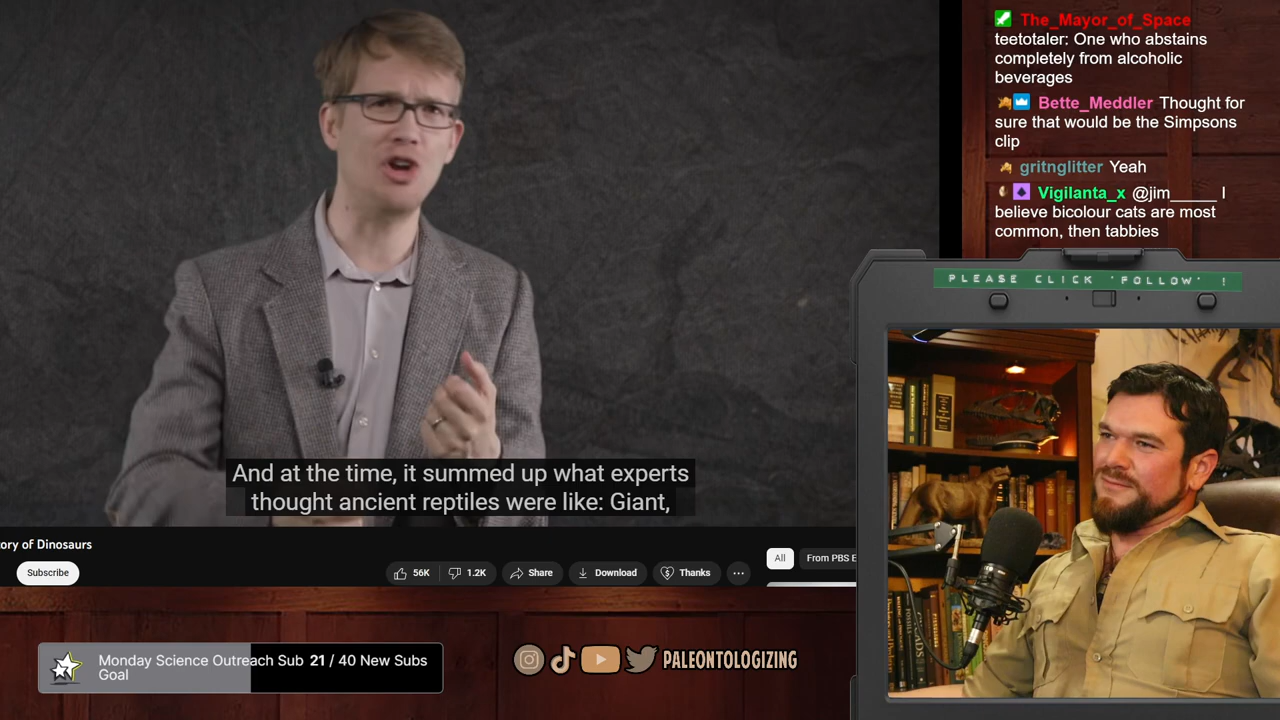 The_Mayor_of_Space
teetotaler: One who abstains
completely from alcoholic
beverages
Bette_Meddler Thought for
sure that would be the Simpsons
clip
gritnglitter Yeah
Vigilanta_x @jim_____ I
believe bicolour cats are most
common, then tabbies
PLEASE CLICK 'FOLLOW' !
And at the time, it summed up what experts
thought ancient reptiles were like: Giant,
ory of Dinosaurs
Subscribe
56K
1.2K
Share
Download
Thanks
All
From PBS E
Monday Science Outreach Sub 21 / 40 New Subs
Goal
PALEONTOLOGIZING